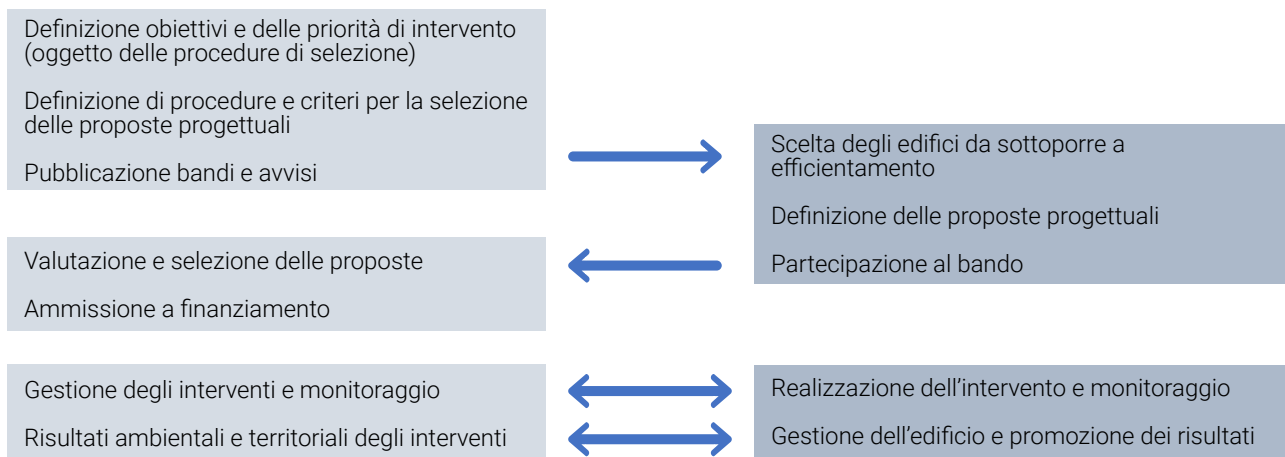 Definizione obiettivi e delle priorità di intervento
(oggetto delle procedure di selezione)
Definizione di procedure e criteri per la selezione
delle proposte progettuali
Pubblicazione bandi e avvisi
Scelta degli edifici da sottoporre a
efficientamento
Definizione delle proposte progettuali
Partecipazione al bando
Valutazione e selezione delle proposte
Ammissione a finanziamento
Gestione degli interventi e monitoraggio
Risultati ambientali e territoriali degli interventi
Realizzazione dell’intervento e monitoraggio
Gestione dell’edificio e promozione dei risultati